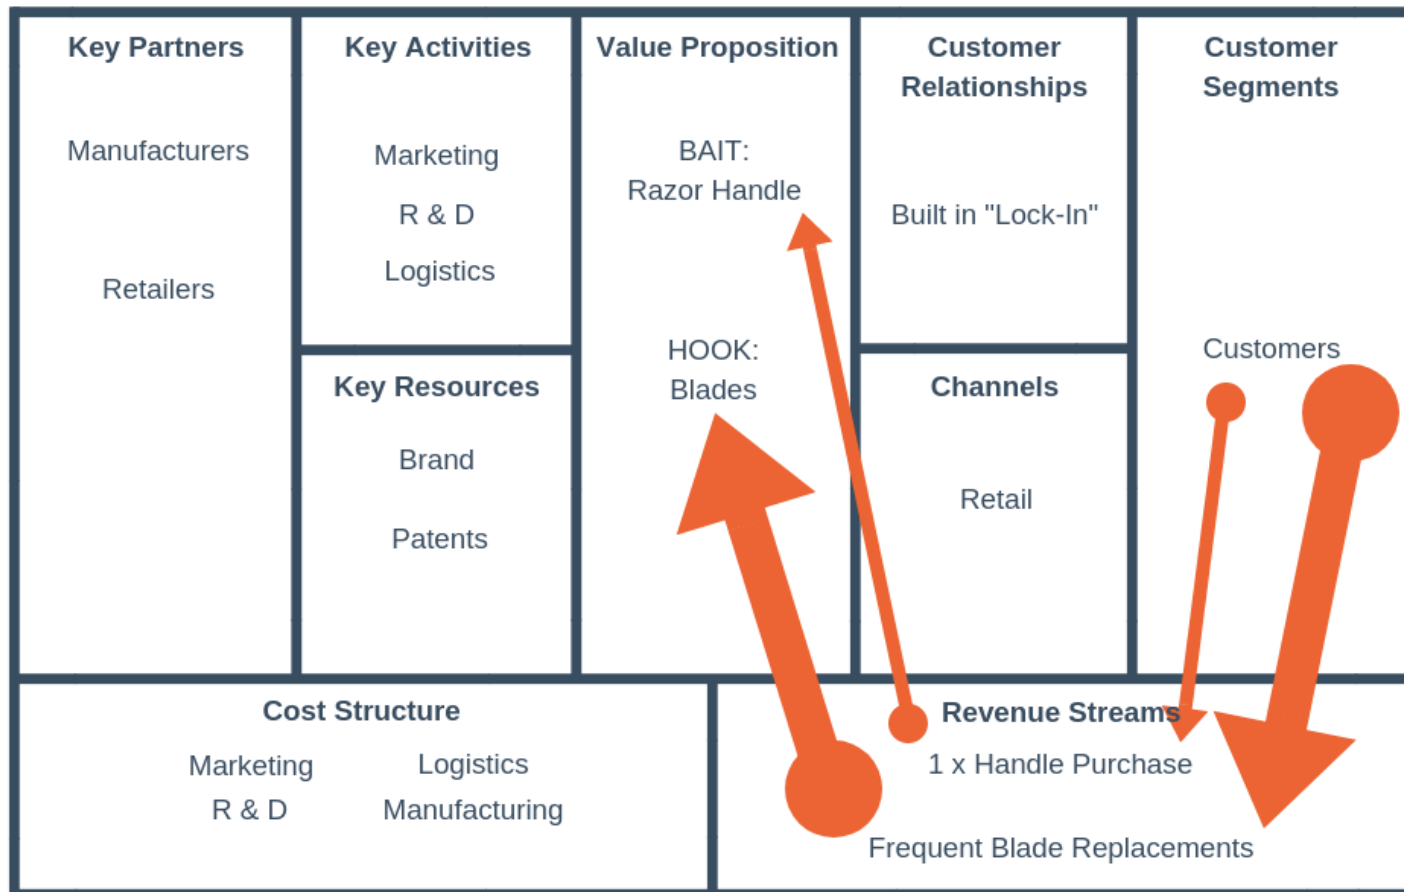 Key Partners
Manufacturers
Retailers
Key Activities
Marketing
R & D
Logistics
Key Resources
Brand
Patents
Value Proposition
BAIT:
Razor Handle
HOOK:
Blades
Customer
Relationships
Built in "Lock-In"
Channels
Retail
Customer
Segments
Customers
Cost Structure
Marketing
R & D
Logistics
Manufacturing
Revenue Streams
1 x Handle Purchase
Frequent Blade Replacements